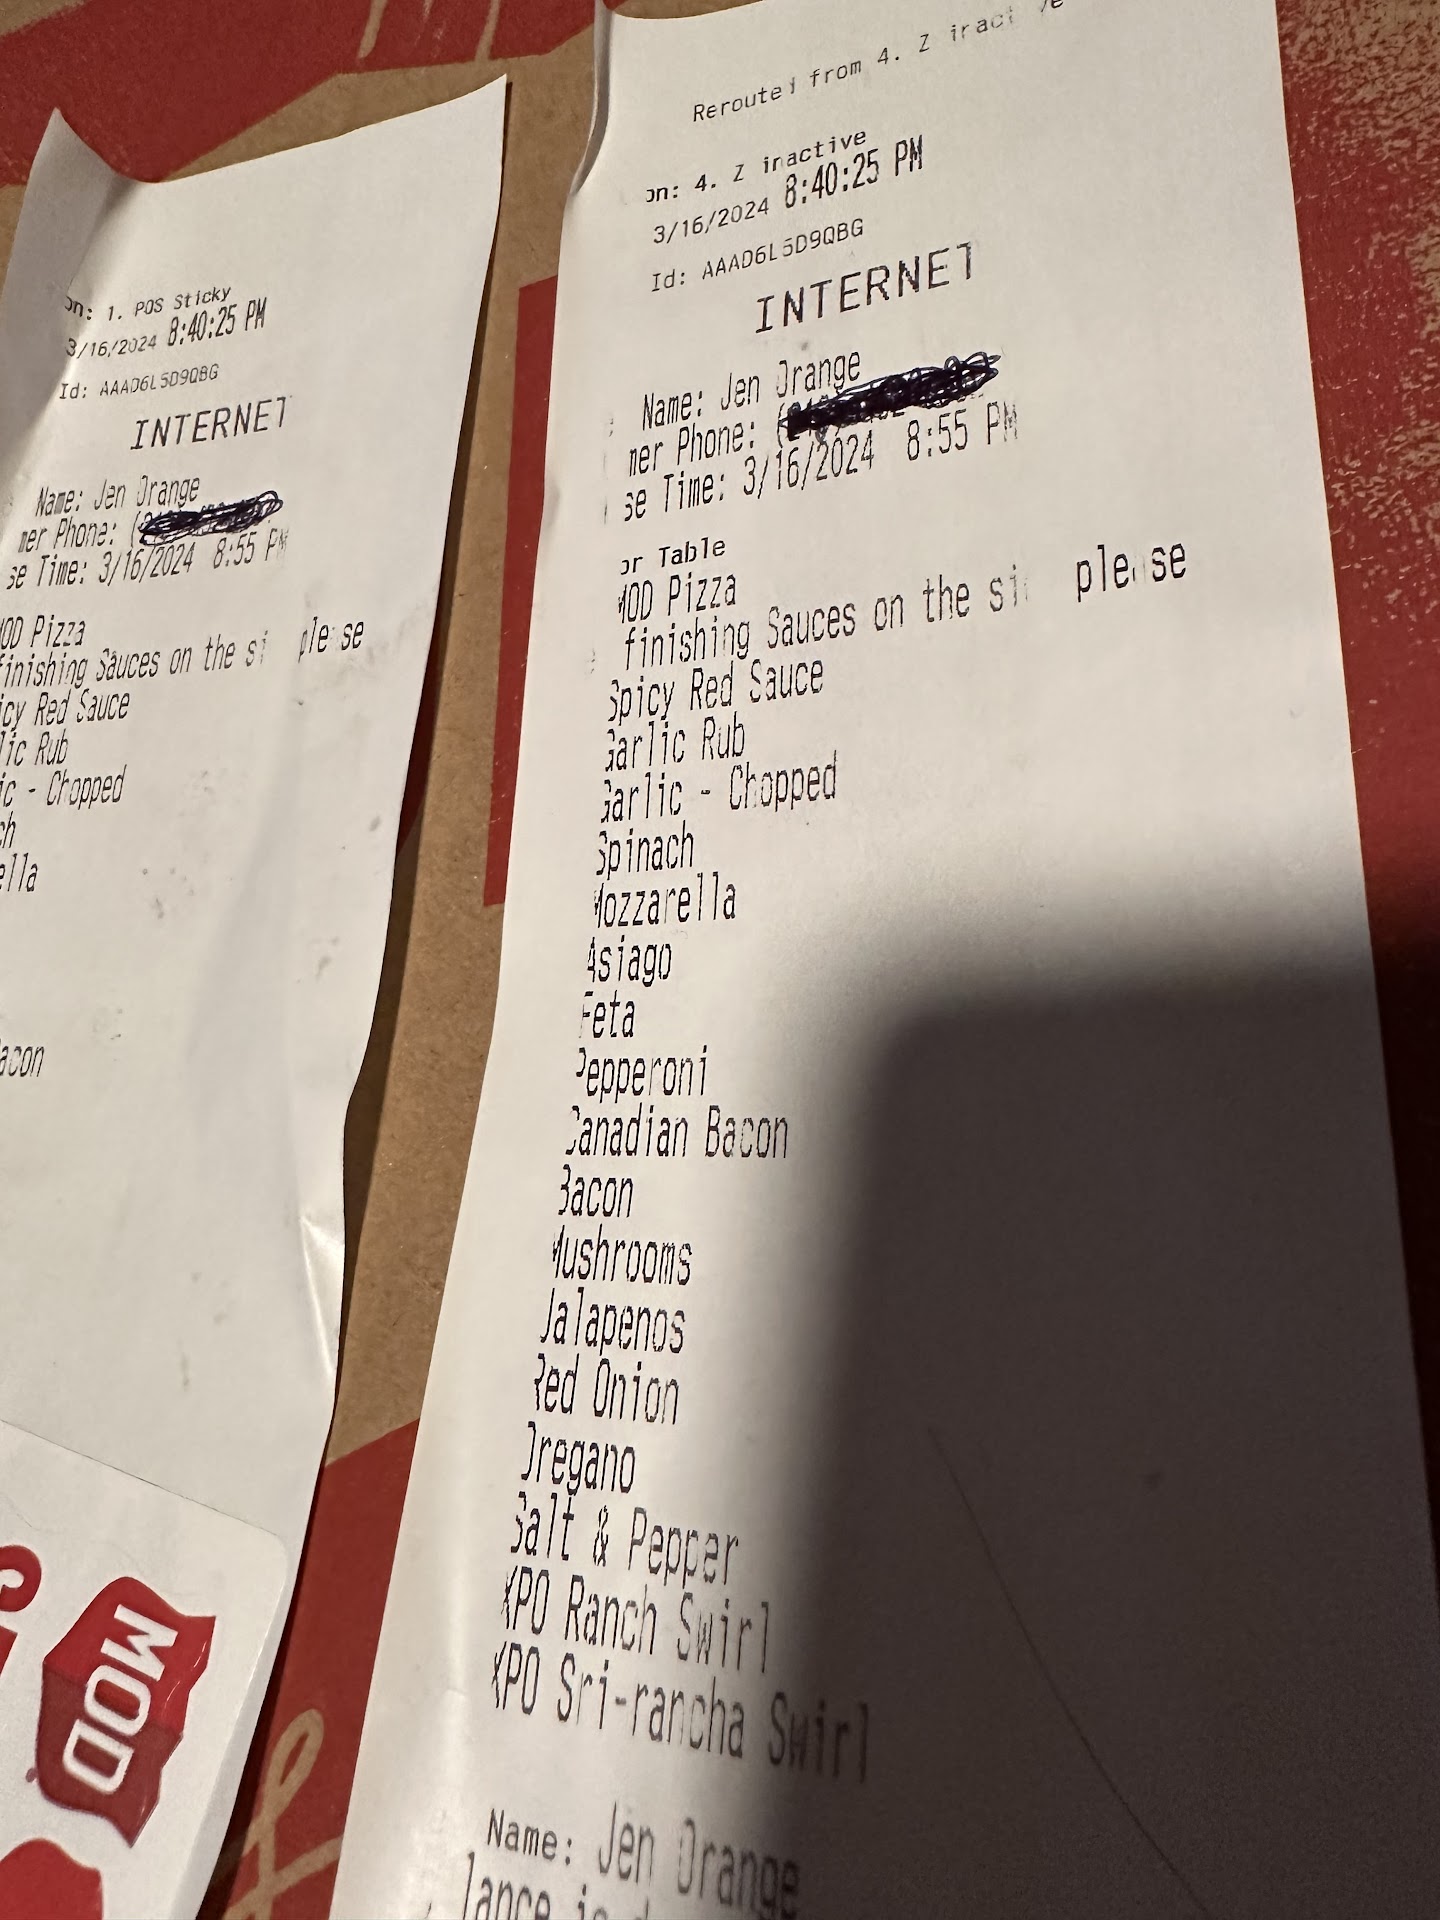 on: 1. POS Sticky
3/16/2024 8:40:25 PM
Id: AAAD6L5D9QBG
INTERNET
Name: Jen Orange
mer Phone:
se Time: 3/16/2024 8:55 PM
MOD Pizza
finishing Sauces on the si please
icy Red Sauce
lic Rub
ic - Chopped
ch
ella
acon
MOD
Rerouted from 4. Z inactive
on: 4. Z inactive
3/16/2024 8:40:25 PM
Id: AAAD6L5D9QBG
INTERNET
Name: Jen Orange
mer Phone:
se Time: 3/16/2024 8:55 PM
or Table
MOD Pizza
finishing Sauces on the si please
Spicy Red Sauce
Garlic Rub
Garlic - Chopped
Spinach
Mozzarella
Asiago
Feta
Pepperoni
Canadian Bacon
Bacon
Mushrooms
Jalapenos
Red Onion
Oregano
Salt & Pepper
XPO Ranch Swirl
XPO Sri-rancha Swirl
Name: Jen Orange
lance is